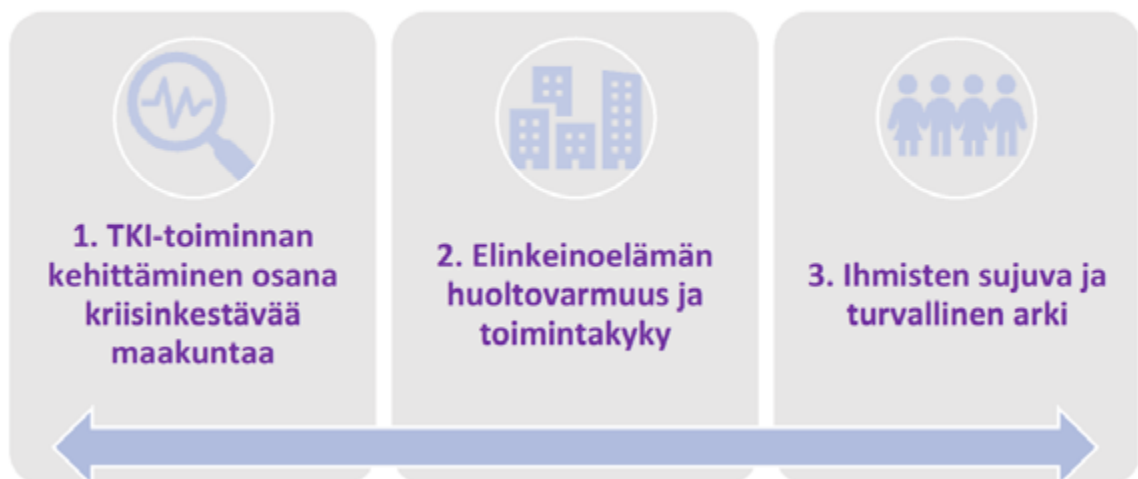 1. TKI-toiminnan
kehittäminen osana
kriisinkestävää
maakuntaa
2. Elinkeinoelämän
huoltovarmuus ja
toimintakyky
3. Ihmisten sujuva ja
turvallinen arki